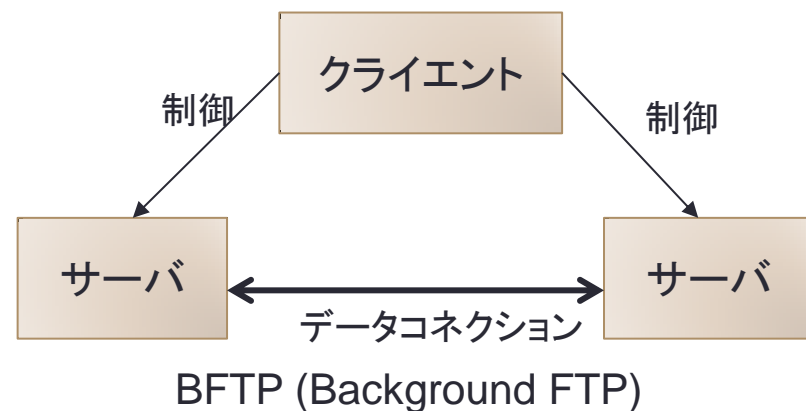 クライエント
制御
制御
サーバ
サーバ
データコネクション
BFTP (Background FTP)